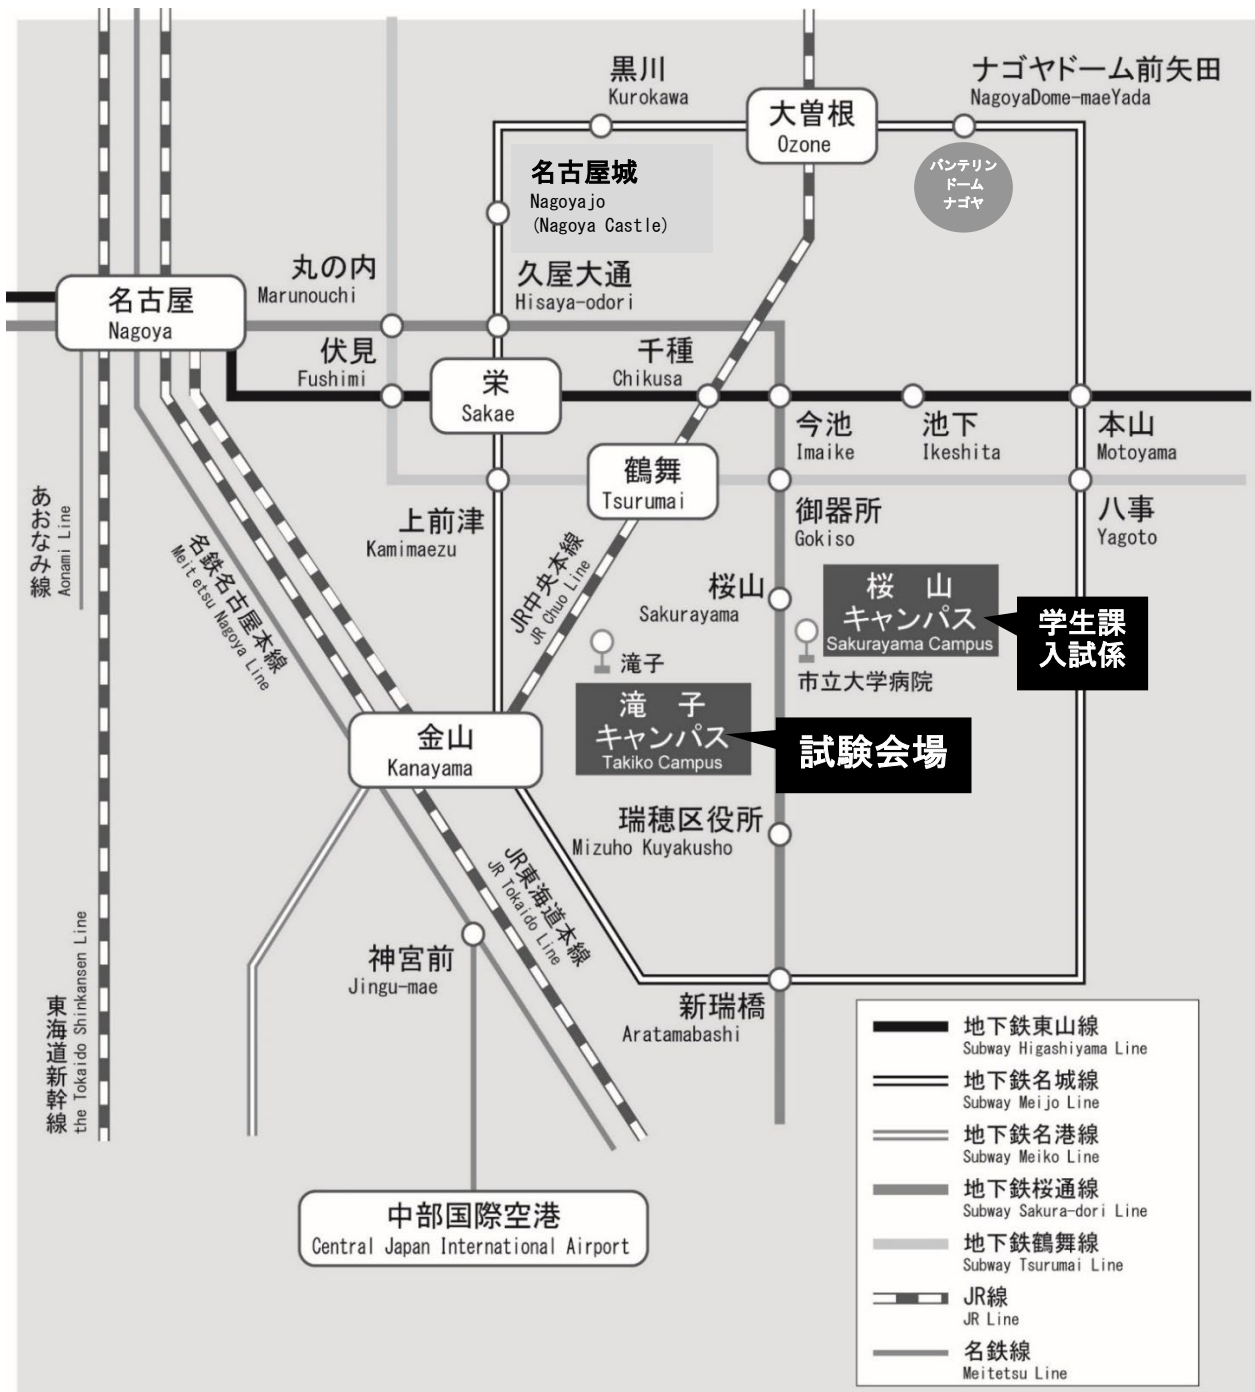 黒川
Kurokawa
大曽根
Ozone
ナゴヤドーム前矢田
NagoyaDome-maeYada
バンテリン
ドーム
ナゴヤ
名古屋城
Nagoyajo
(Nagoya Castle)
丸の内
Marunouchi
久屋大通
Hisaya-odori
名古屋
Nagoya
伏見
Fushimi
栄
Sakae
千種
Chikusa
今池
Imaike
池下
Ikeshita
本山
Motoyama
鶴舞
Tsurumai
上前津
Kamimaezu
御器所
Gokiso
八事
Yagoto
あおなみ線
Aonami Line
名鉄名古屋本線
Meitetsu Nagoya Line
JR中央本線
JR Chuo Line
桜山
Sakurayama
桜 山
キャンパス
Sakurayama Campus
学生課
入試係
市立大学病院
滝子
滝 子
キャンパス
Takiko Campus
試験会場
金山
Kanayama
瑞穂区役所
Mizuho Kuyakusho
JR東海道本線
JR Tokaido Line
神宮前
Jingu-mae
新瑞橋
Aratamabashi
東海道新幹線
the Tokaido Shinkansen Line
中部国際空港
Central Japan International Airport
地下鉄東山線
Subway Higashiyama Line
地下鉄名城線
Subway Meijo Line
地下鉄名港線
Subway Meiko Line
地下鉄桜通線
Subway Sakura-dori Line
地下鉄鶴舞線
Subway Tsurumai Line
JR線
JR Line
名鉄線
Meitetsu Line